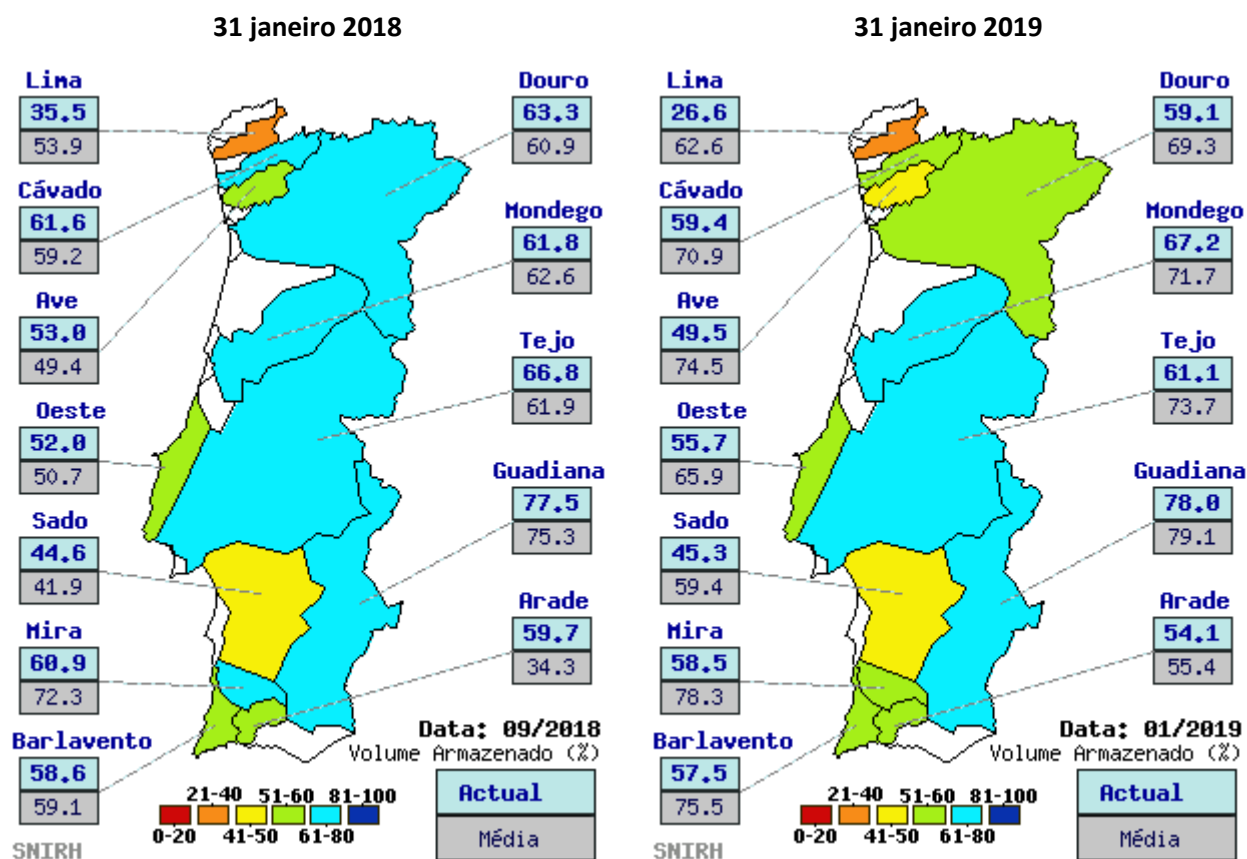 31 janeiro 2018
Lima
35.5
53.9
Douro
63.3
60.9
Cávado
61.6
59.2
Mondego
61.8
62.6
Ave
53.0
49.4
Tejo
66.8
61.9
Oeste
52.0
50.7
Guadiana
77.5
75.3
Sado
44.6
41.9
Arade
59.7
34.3
Mira
60.9
72.3
Barlavento
58.6
59.1
Data: 09/2018
Volume Armazenado (%)
Actual
Média
21-40 51-60 81-100
0-20 41-50 61-80
SNIRH
31 janeiro 2019
Lima
26.6
62.6
Douro
59.1
69.3
Cávado
59.4
70.9
Mondego
67.2
71.7
Ave
49.5
74.5
Tejo
61.1
73.7
Oeste
55.7
65.9
Guadiana
78.0
79.1
Sado
45.3
59.4
Arade
54.1
55.4
Mira
58.5
78.3
Barlavento
57.5
75.5
Data: 01/2019
Volume Armazenado (%)
Actual
Média
21-40 51-60 81-100
0-20 41-50 61-80
SNIRH